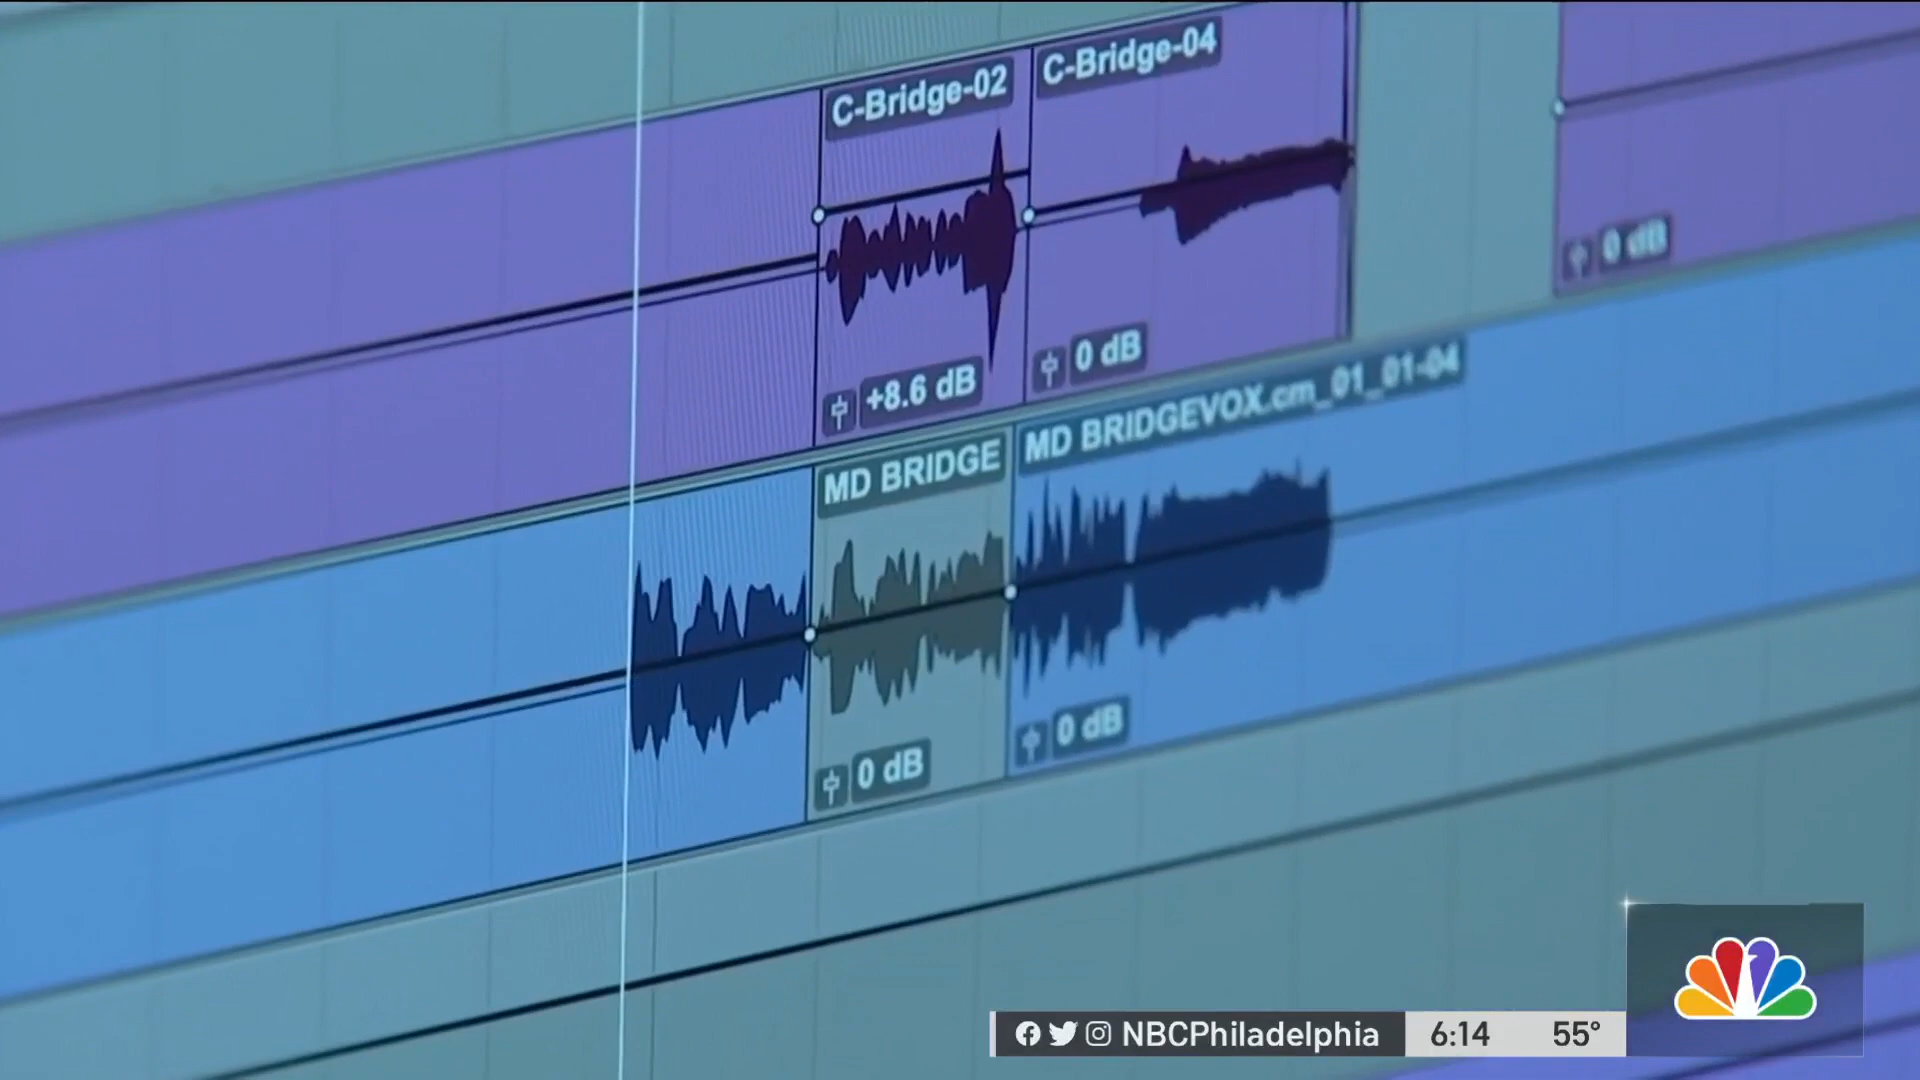 C-Bridge-02
C-Bridge-04
+8.6 dB
0 dB
0 dB
MD BRIDGE
MD BRIDGEVOX.cm_01_01-04
0 dB
0 dB
NBCPhiladelphia
6:14
55°